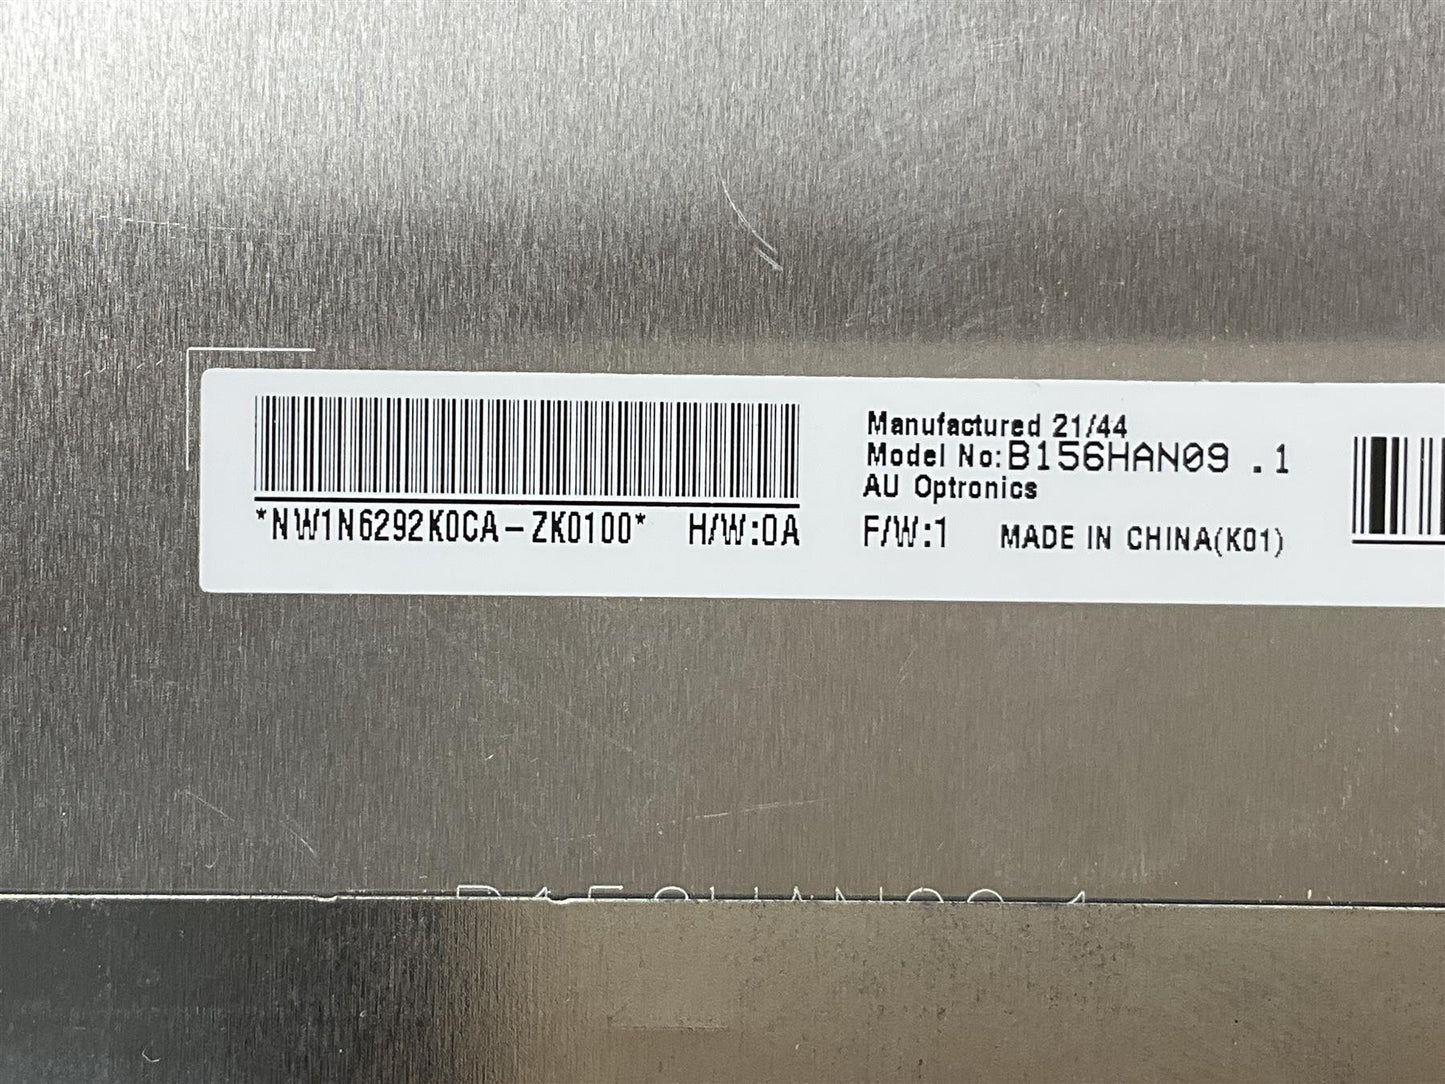 Manufactured 21/44
Model No:B156HAN09 .1
AU Optronics
*NW1N6292K0CA-ZK0100* H/W:0A F/W:1 MADE IN CHINA(K01)